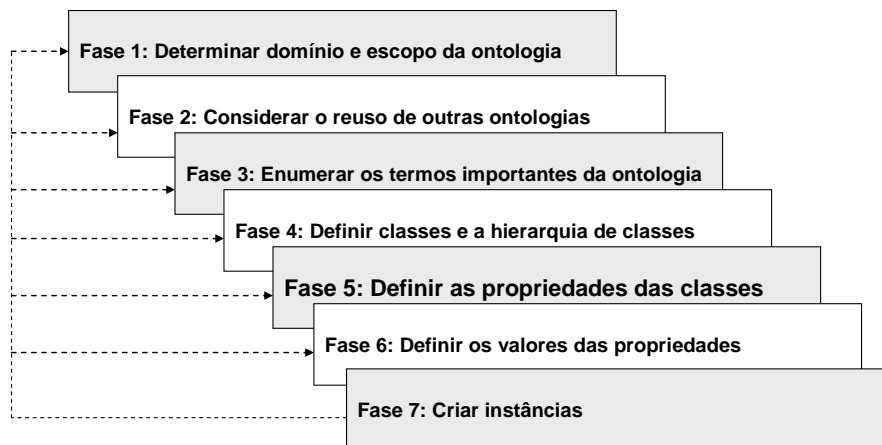 Fase 1: Determinar domínio e escopo da ontologia
Fase 2: Considerar o reuso de outras ontologias
Fase 3: Enumerar os termos importantes da ontologia
Fase 4: Definir classes e a hierarquia de classes
Fase 5: Definir as propriedades das classes
Fase 6: Definir os valores das propriedades
Fase 7: Criar instâncias